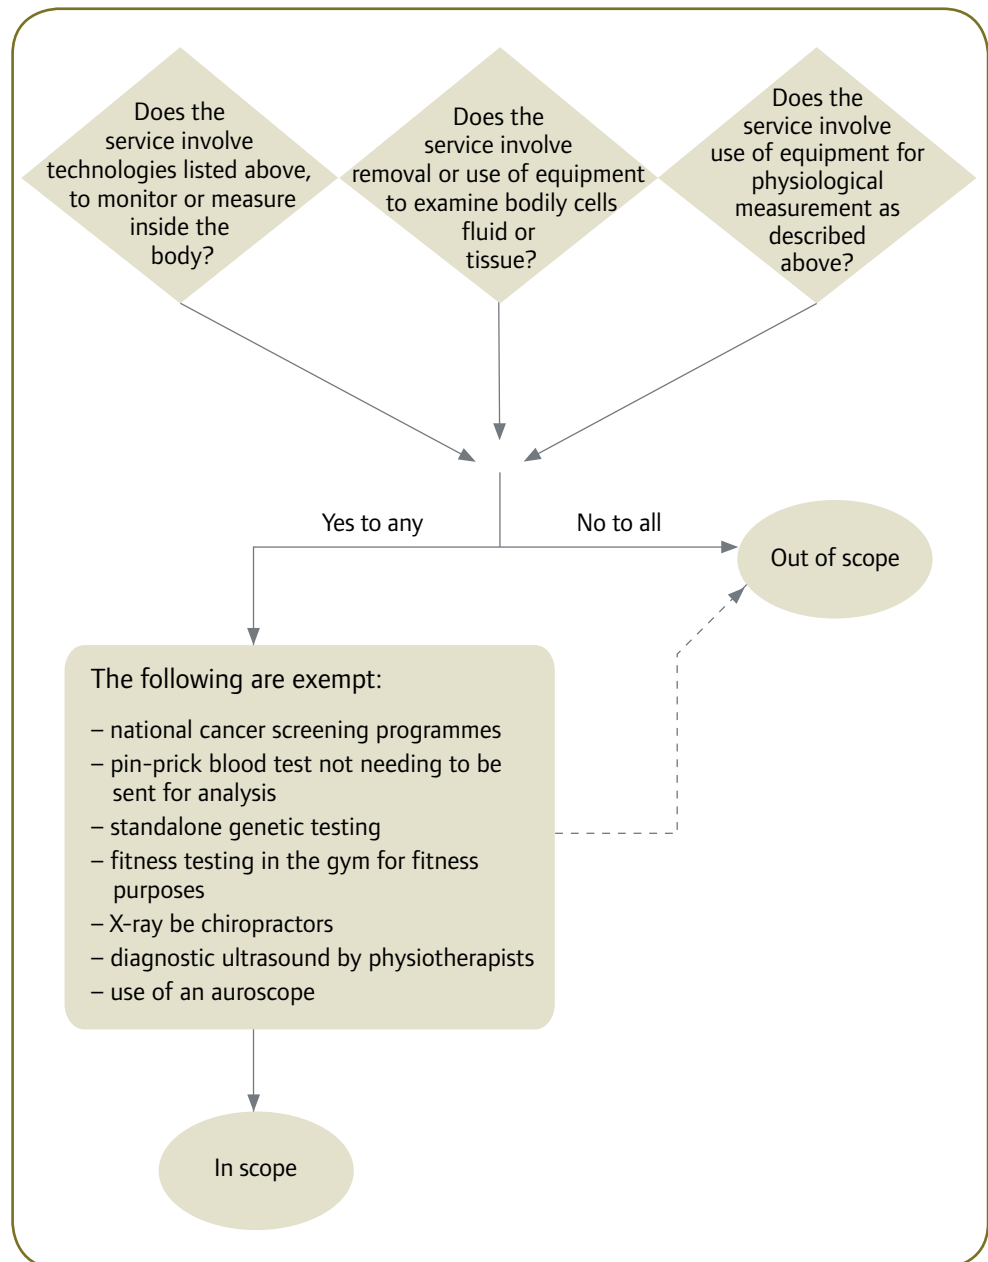 Does the
service involve
technologies listed above,
to monitor or measure
inside the
body?
Does the
service involve
removal or use of equipment
to examine bodily cells
fluid or
tissue?
Does the
service involve
use of equipment for
physiological
measurement as
described
above?
Yes to any
No to all
Out of scope
The following are exempt:
– national cancer screening programmes
– pin-prick blood test not needing to be
sent for analysis
– standalone genetic testing
– fitness testing in the gym for fitness
purposes
– X-ray be chiropractors
– diagnostic ultrasound by physiotherapists
– use of an auroscope
In scope